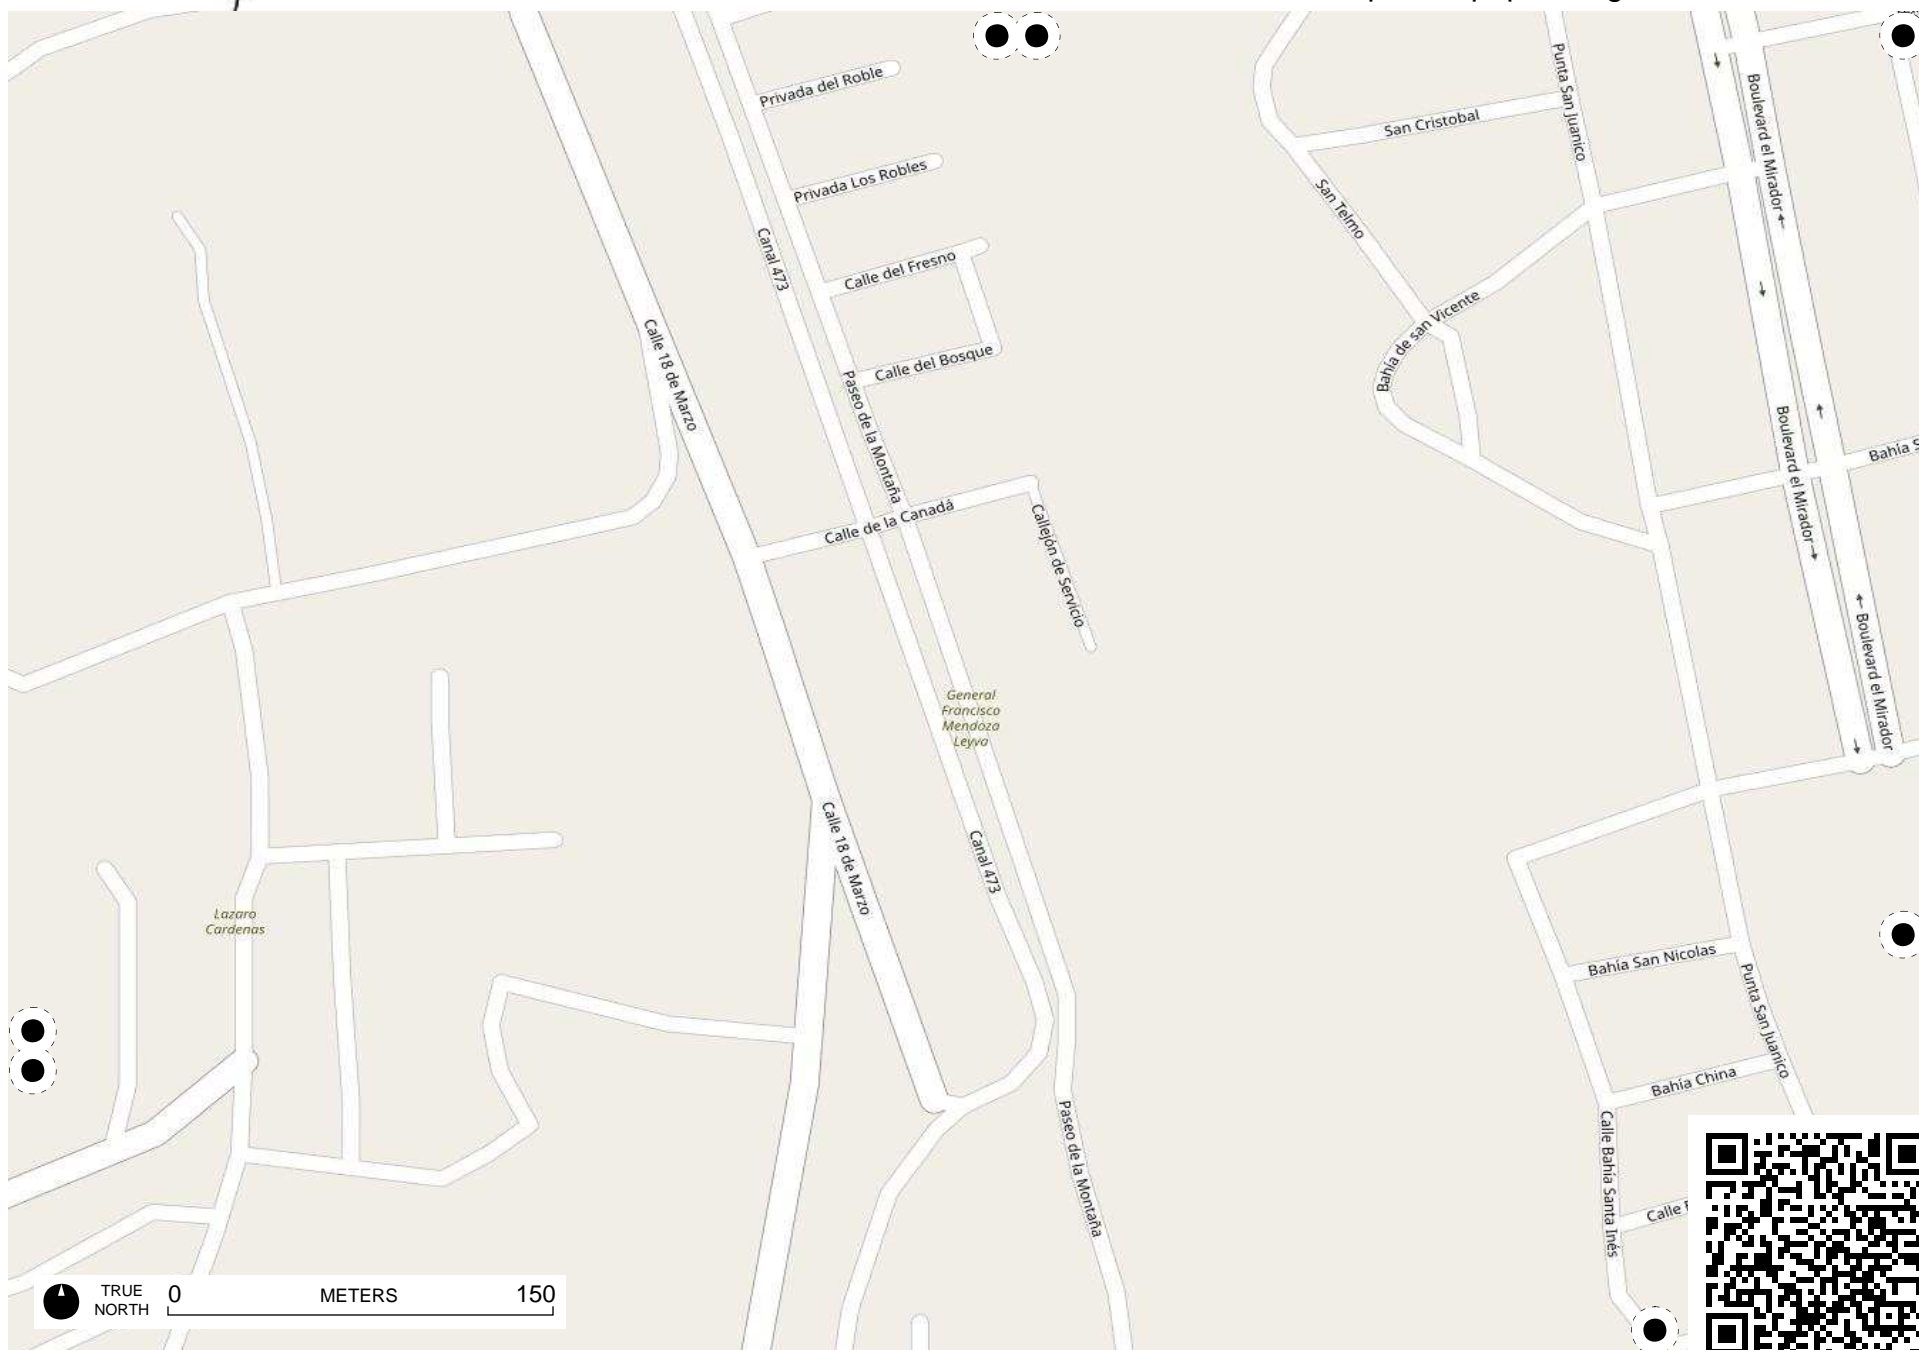 Privada del Roble
Punta San Juanico
Boulevard el Mirador
San Cristobal
Privada Los Robles
San Telmo
Canal 473
Calle del Fresno
Bahía de san Vicente
Calle 18 de Marzo
Calle del Bosque
Paseo de la Montaña
Boulevard el Mirador
Bahía
Calle de la Canadá
Callejón de Servicio
Boulevard el Mirador
General
Francisco
Mendoza
Leyva
Calle 18 de Marzo
Canal 473
Lazaro
Cardenas
Bahía San Nicolas
Punta San Juanico
Bahía China
Paseo de la Montaña
Calle Bahía Santa Inés
Calle
TRUE
NORTH
0 METERS 150